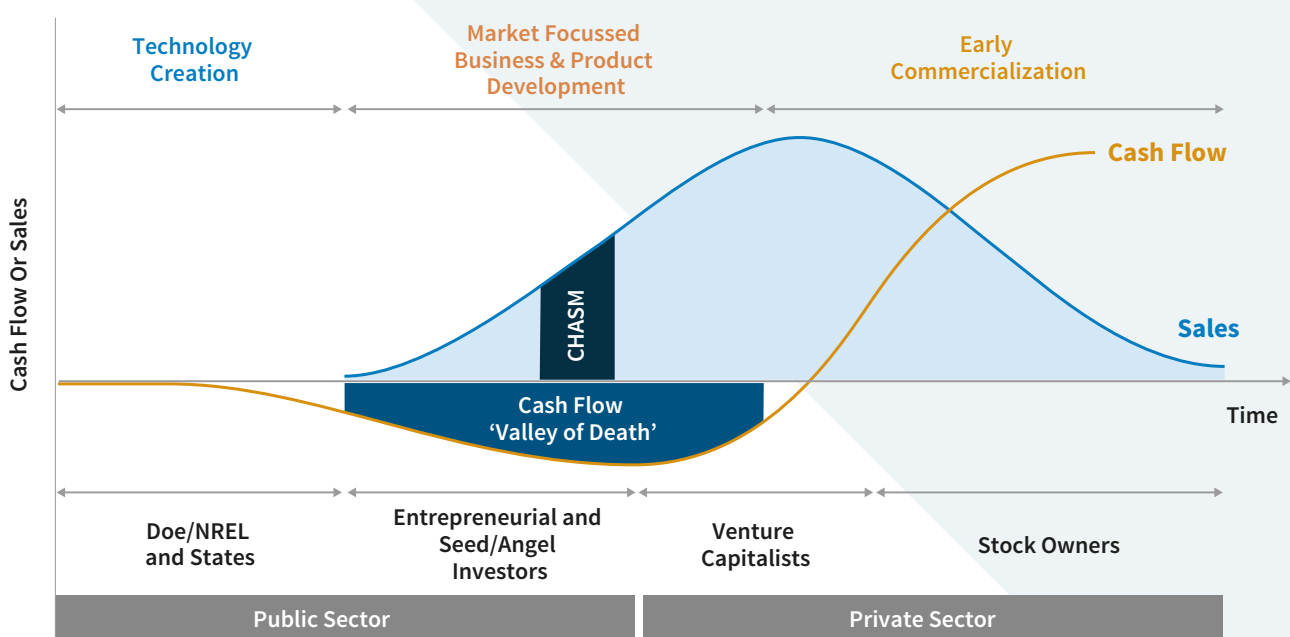 Technology
Creation
Market Focussed
Business & Product
Development
Early
Commercialization
Cash Flow
Cash Flow Or Sales
CHASM
Sales
Cash Flow
‘Valley of Death’
Time
Doe/NREL
and States
Entrepreneurial and
Seed/Angel
Investors
Venture
Capitalists
Stock Owners
Public Sector
Private Sector